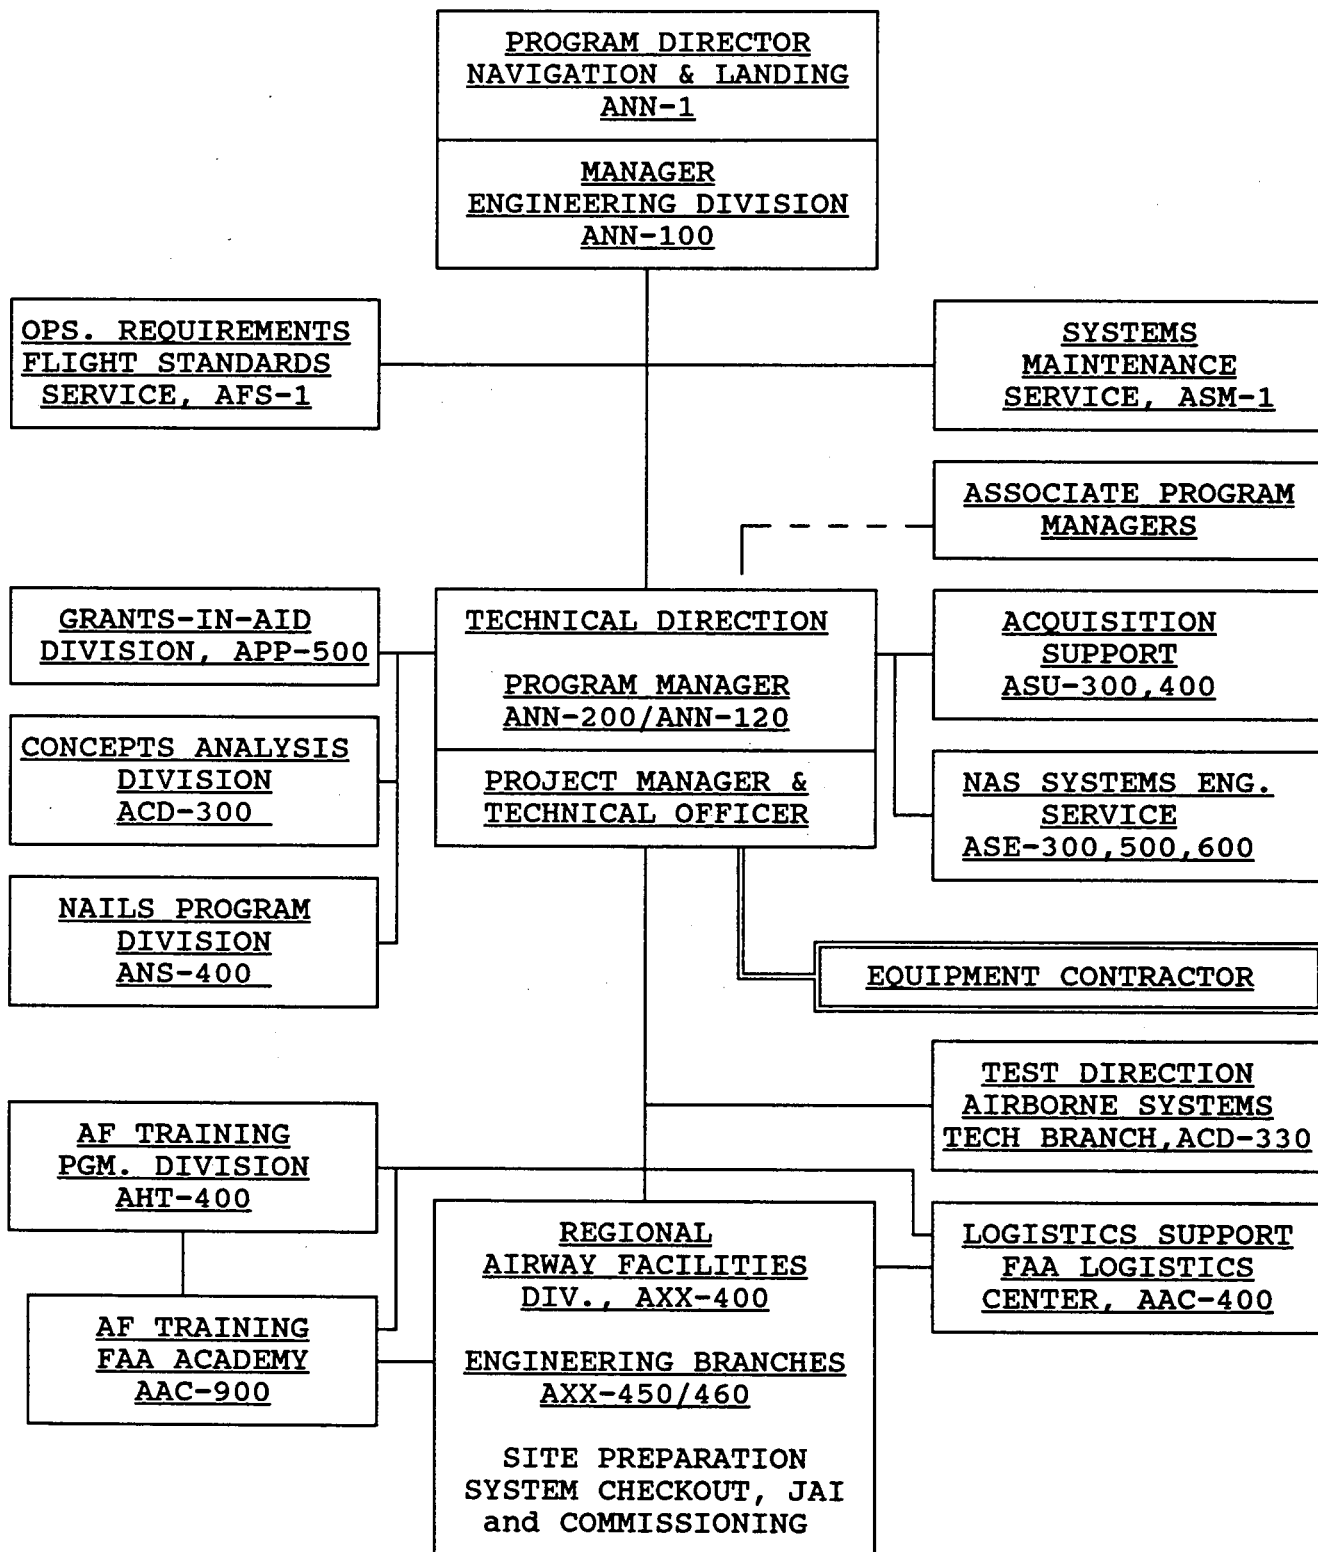 PROGRAM DIRECTOR
NAVIGATION & LANDING
ANN-1
MANAGER
ENGINEERING DIVISION
ANN-100
OPS. REQUIREMENTS
FLIGHT STANDARDS
SERVICE, AFS-1
SYSTEMS
MAINTENANCE
SERVICE, ASM-1
ASSOCIATE PROGRAM
MANAGERS
GRANTS-IN-AID
DIVISION, APP-500
TECHNICAL DIRECTION
PROGRAM MANAGER
ANN-200/ANN-120
PROJECT MANAGER &
TECHNICAL OFFICER
ACQUISITION
SUPPORT
ASU-300,400
CONCEPTS ANALYSIS
DIVISION
ACD-300
NAS SYSTEMS ENG.
SERVICE
ASE-300,500,600
NAILS PROGRAM
DIVISION
ANS-400
EQUIPMENT CONTRACTOR
TEST DIRECTION
AIRBORNE SYSTEMS
TECH BRANCH,ACD-330
AF TRAINING
PGM. DIVISION
AHT-400
REGIONAL
AIRWAY FACILITIES
DIV., AXX-400
ENGINEERING BRANCHES
AXX-450/460
SITE PREPARATION
SYSTEM CHECKOUT, JAI
and COMMISSIONING
LOGISTICS SUPPORT
FAA LOGISTICS
CENTER, AAC-400
AF TRAINING
FAA ACADEMY
AAC-900